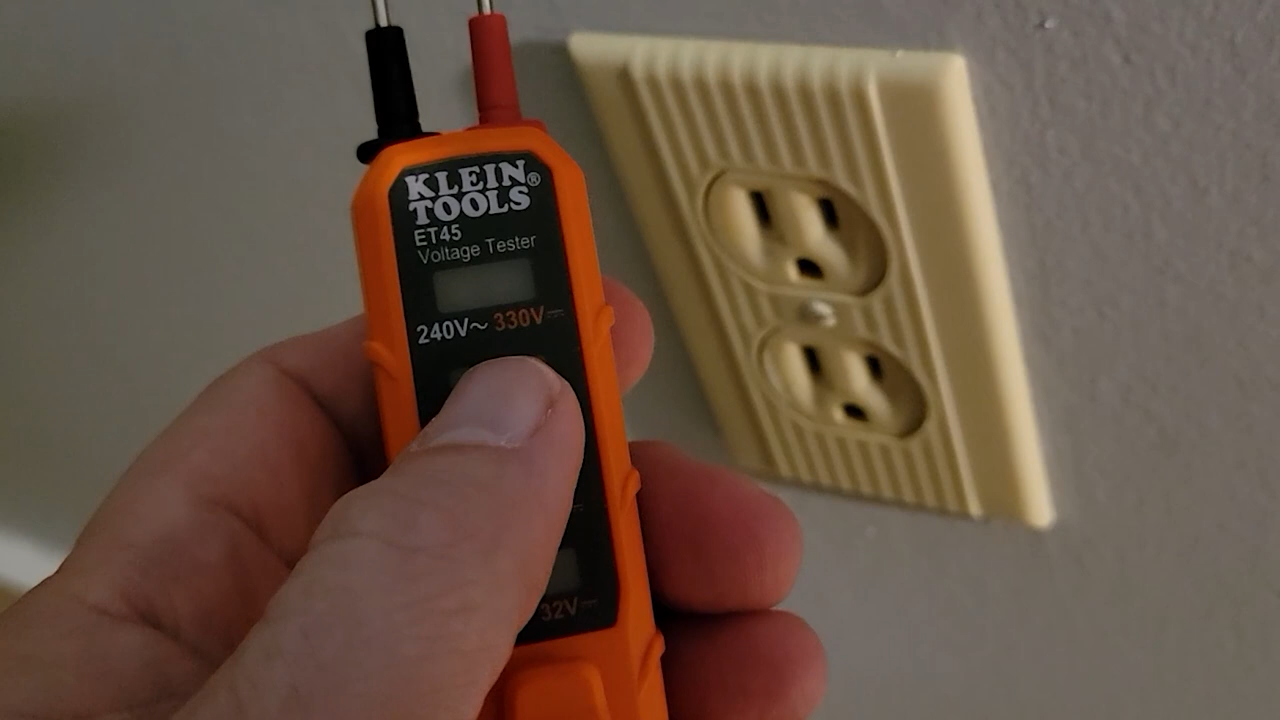 KLEIN
TOOLS®
ET45
Voltage Tester
240V~ 330V⎓
32V⎓